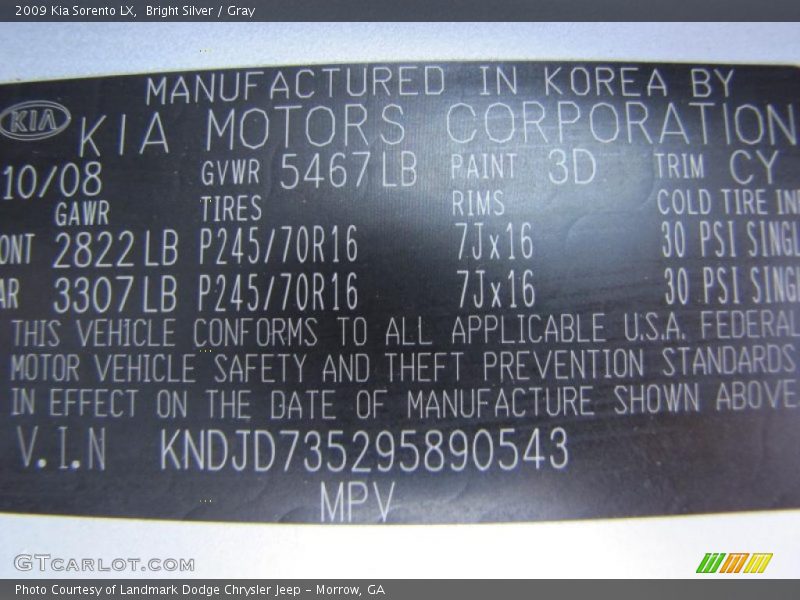 2009 Kia Sorento LX, Bright Silver / Gray
MANUFACTURED IN KOREA BY
KIA KIA MOTORS CORPORATION
10/08 GVWR 5467 LB PAINT 3D TRIM CY
GAWR TIRES RIMS COLD TIRE IN
ONT 2822 LB P245/70R16 7Jx16 30 PSI SINGL
AR 3307 LB P245/70R16 7Jx16 30 PSI SINGL
THIS VEHICLE CONFORMS TO ALL APPLICABLE U.S.A. FEDERAL
MOTOR VEHICLE SAFETY AND THEFT PREVENTION STANDARDS
IN EFFECT ON THE DATE OF MANUFACTURE SHOWN ABOVE
V.I.N KNDJD735295890543
MPV
GTCARLOT.COM
Photo Courtesy of Landmark Dodge Chrysler Jeep - Morrow, GA